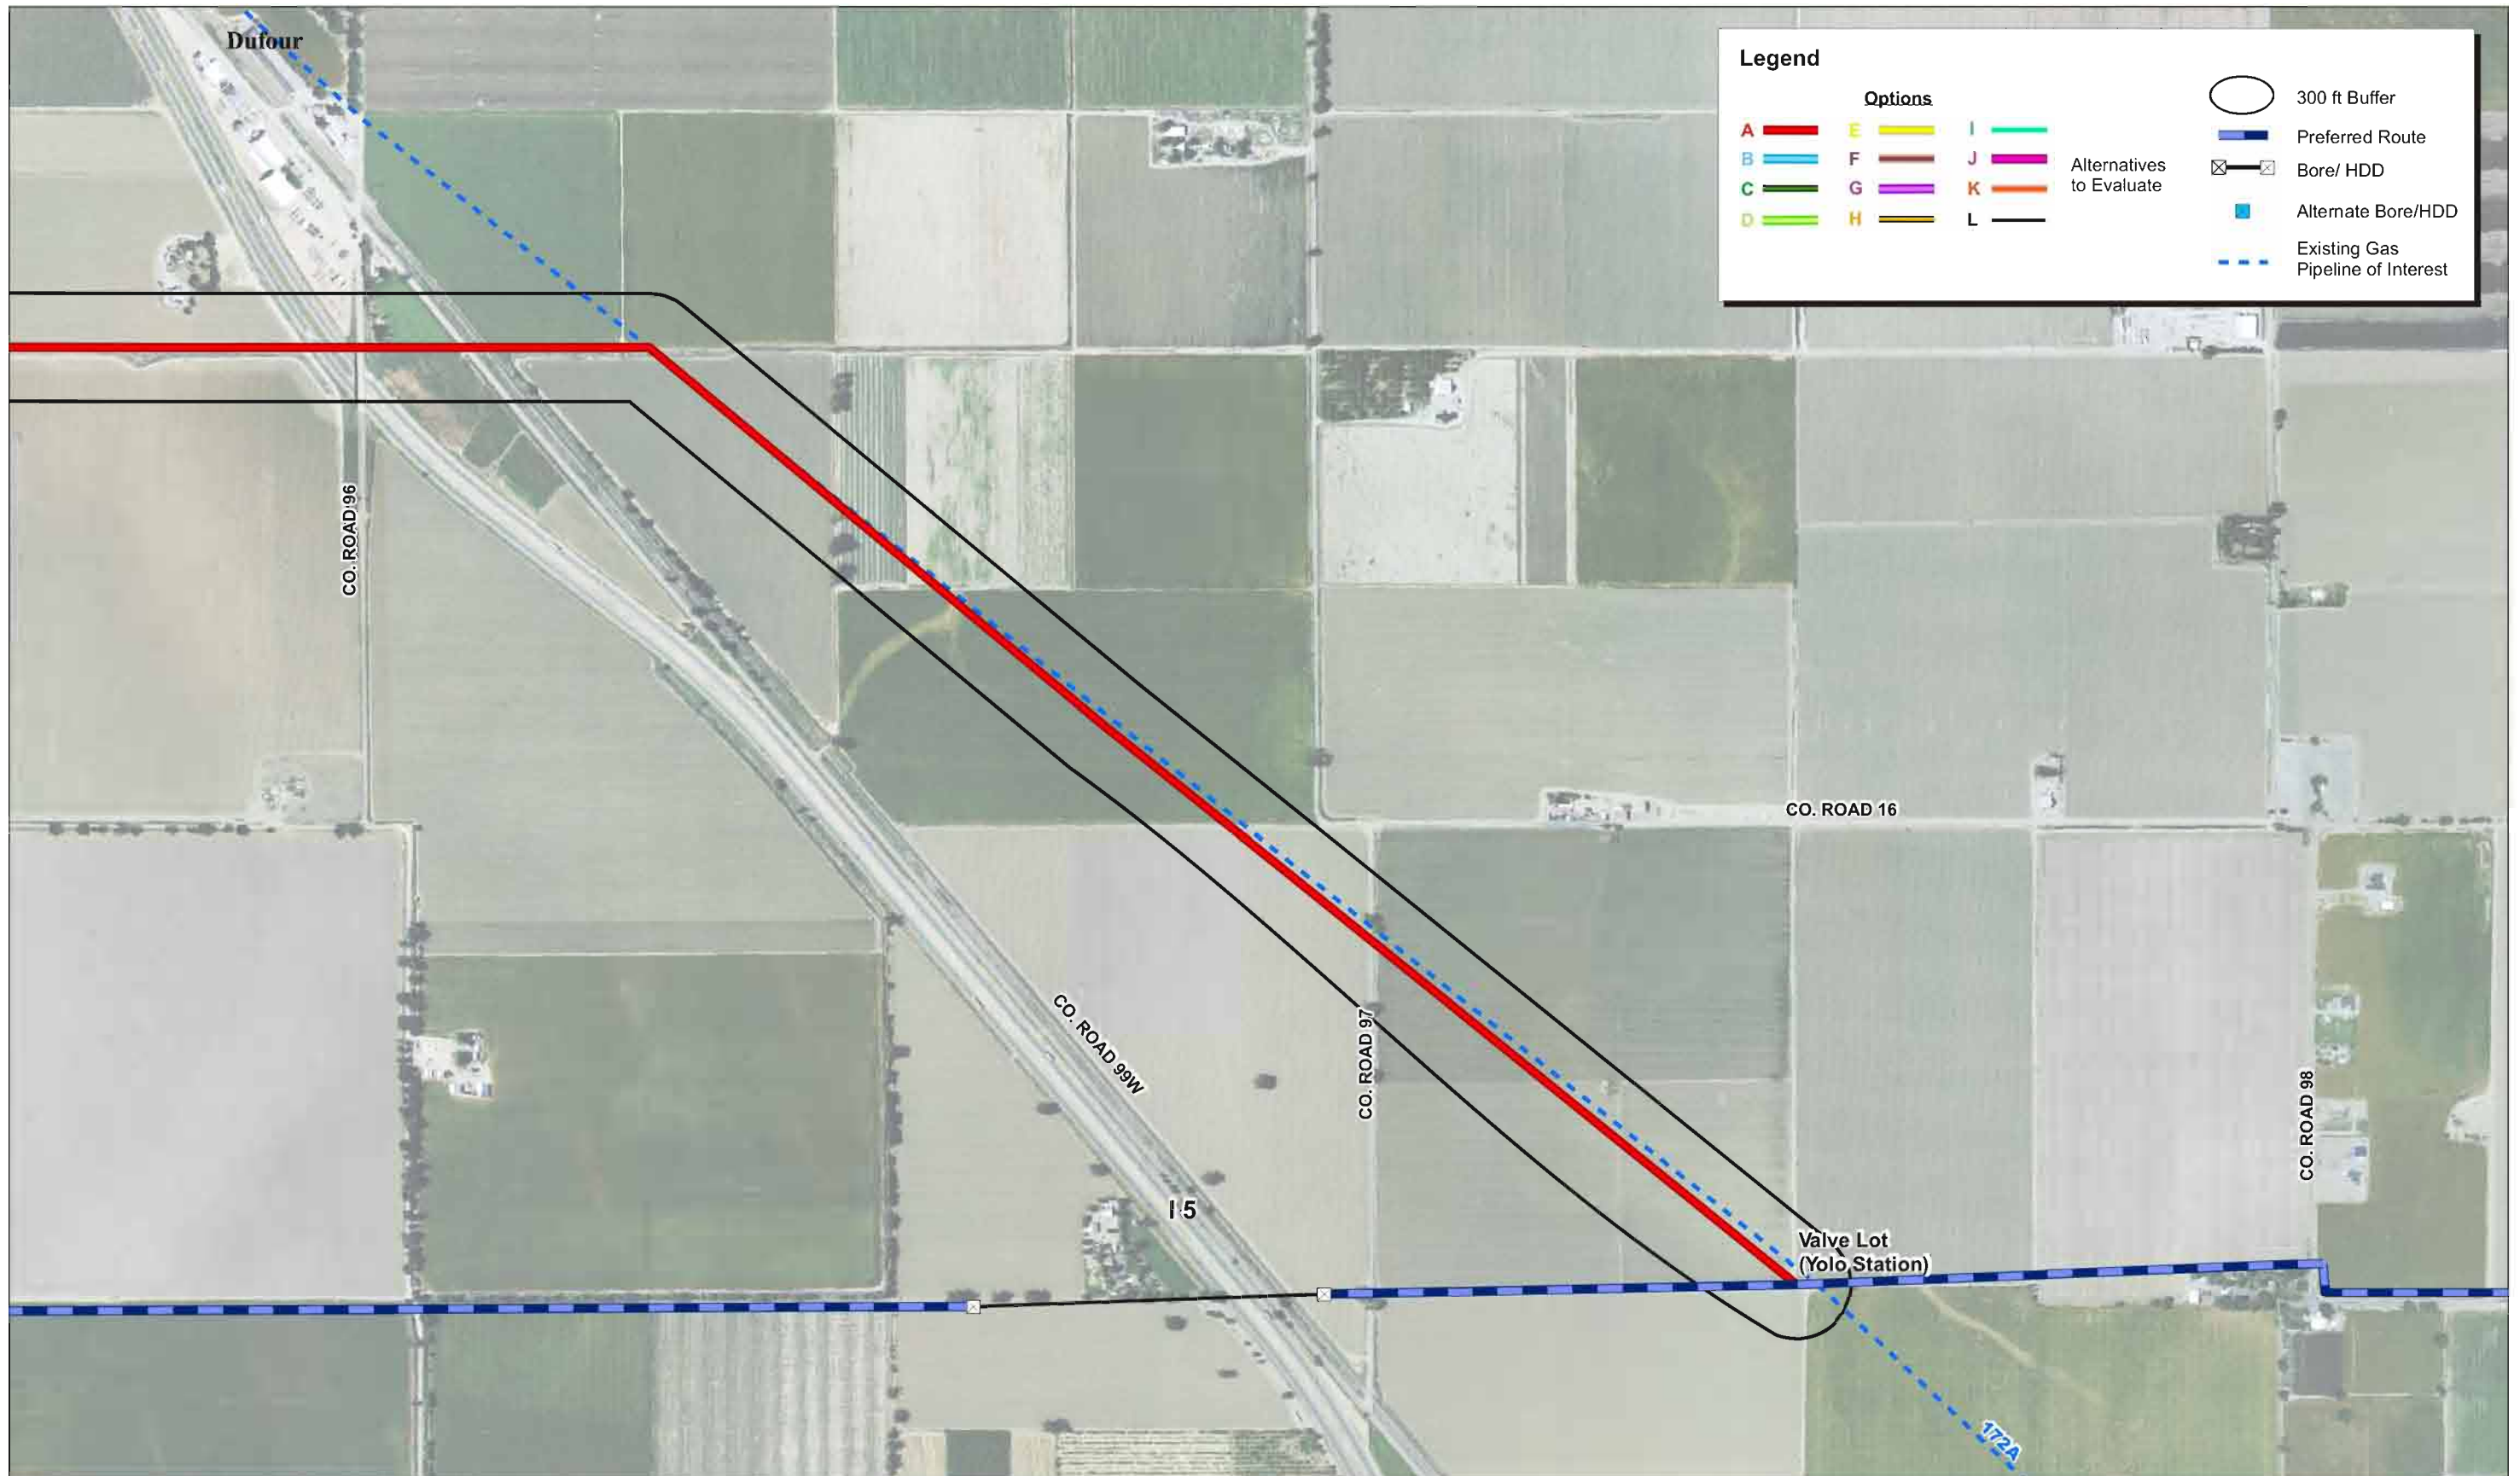 Dufour
Legend
Options
A
B
C
D
E
F
G
H
I
J
K
L
Alternatives
to Evaluate
300 ft Buffer
Preferred Route
Bore/ HDD
Alternate Bore/HDD
Existing Gas
Pipeline of Interest
CO. ROAD 96
CO. ROAD 16
CO. ROAD 99W
CO. ROAD 97
CO. ROAD 98
I-5
Valve Lot
(Yolo Station)
172A